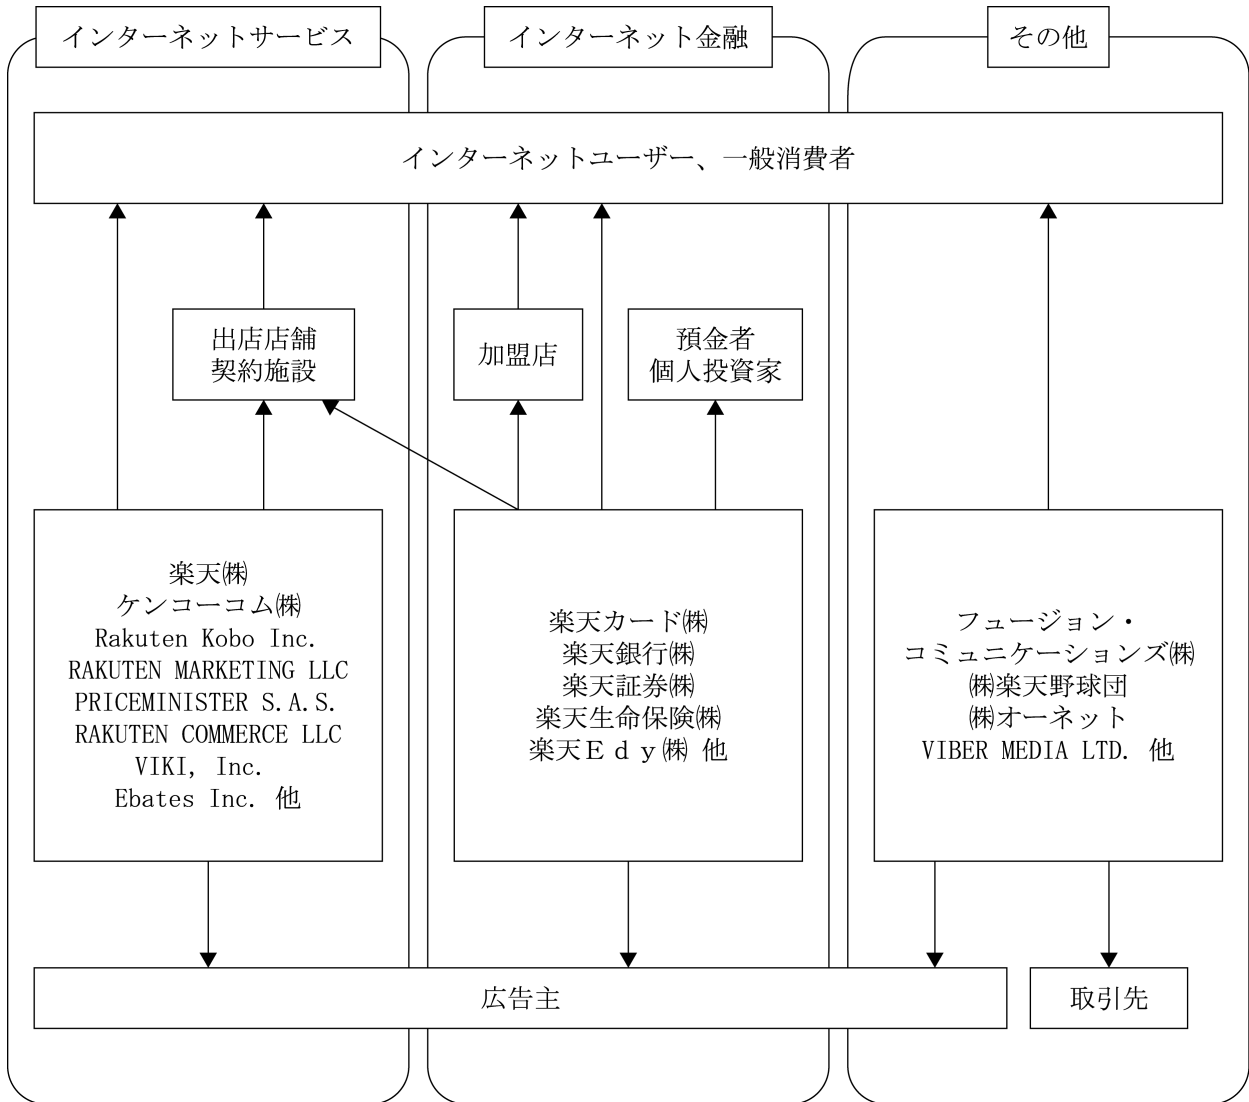 インターネットサービス
インターネット金融
その他
インターネットユーザー、一般消費者
出店店舗
契約施設
加盟店
預金者
個人投資家
楽天㈱
ケンコーコム㈱
Rakuten Kobo Inc.
RAKUTEN MARKETING LLC
PRICEMINISTER S.A.S.
RAKUTEN COMMERCE LLC
VIKI, Inc.
Ebates Inc. 他
楽天カード㈱
楽天銀行㈱
楽天証券㈱
楽天生命保険㈱
楽天Ｅｄｙ㈱ 他
フュージョン・
コミュニケーションズ㈱
㈱楽天野球団
㈱オーネット
VIBER MEDIA LTD. 他
広告主
取引先